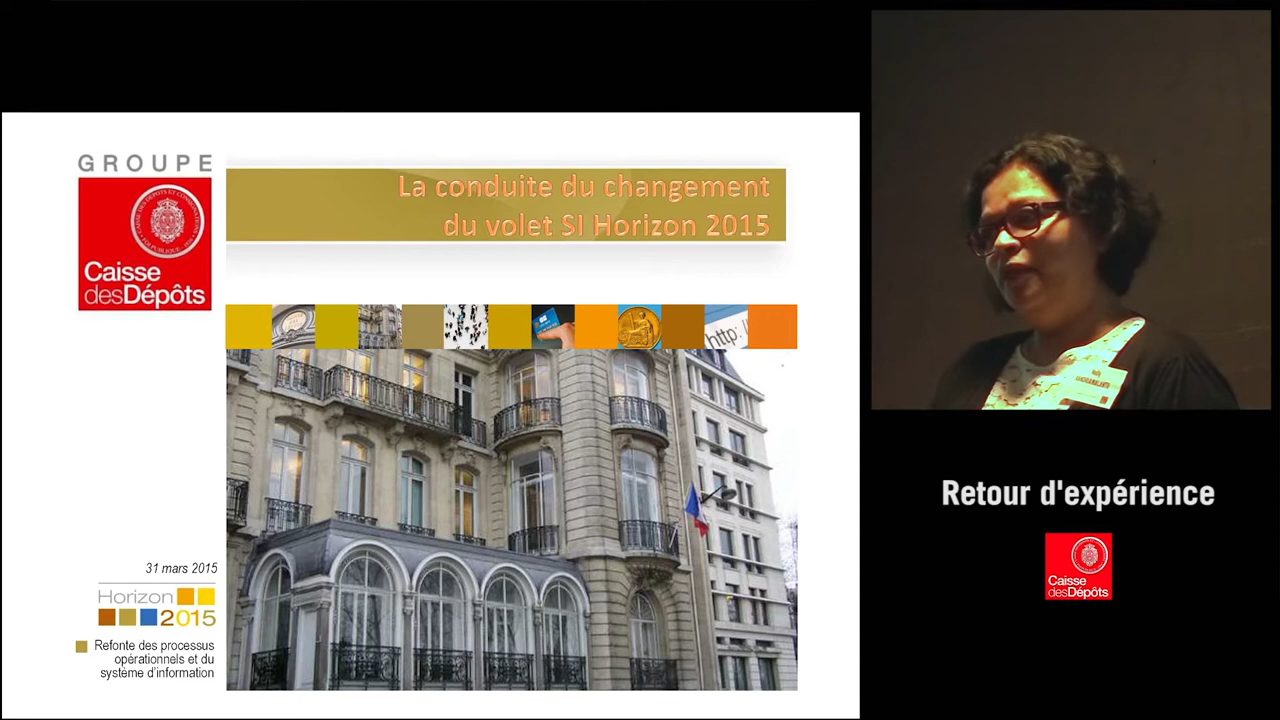 GROUPE
Caisse
desDépôts
La conduite du changement
du volet SI Horizon 2015
http:/
31 mars 2015
Horizon
2015
Refonte des processus
opérationnels et du
système d'information
Retour d'expérience
Caisse
desDépôts